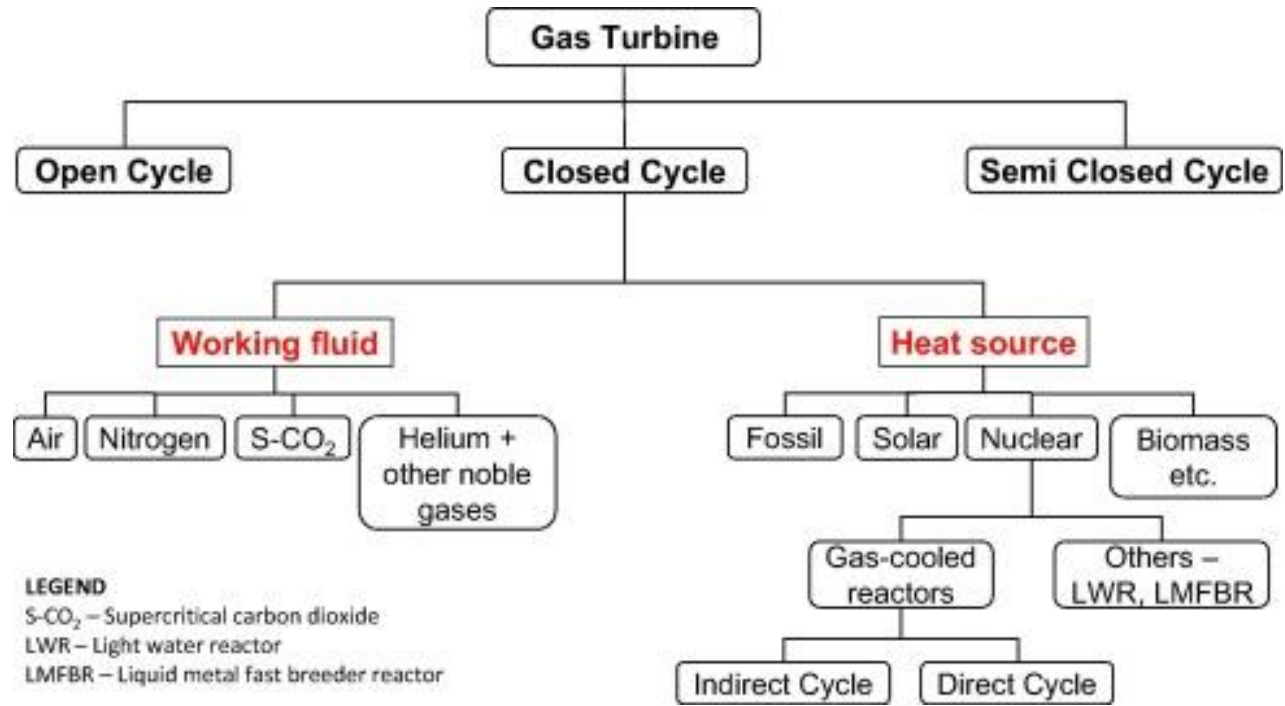 Gas Turbine
Open Cycle
Closed Cycle
Semi Closed Cycle
Working fluid
Heat source
Air
Nitrogen
S-CO₂
Helium +
other noble
gases
Fossil
Solar
Nuclear
Biomass
etc.
Gas-cooled
reactors
Others –
LWR, LMFBR
Indirect Cycle
Direct Cycle
LEGEND
S-CO₂ – Supercritical carbon dioxide
LWR – Light water reactor
LMFBR – Liquid metal fast breeder reactor